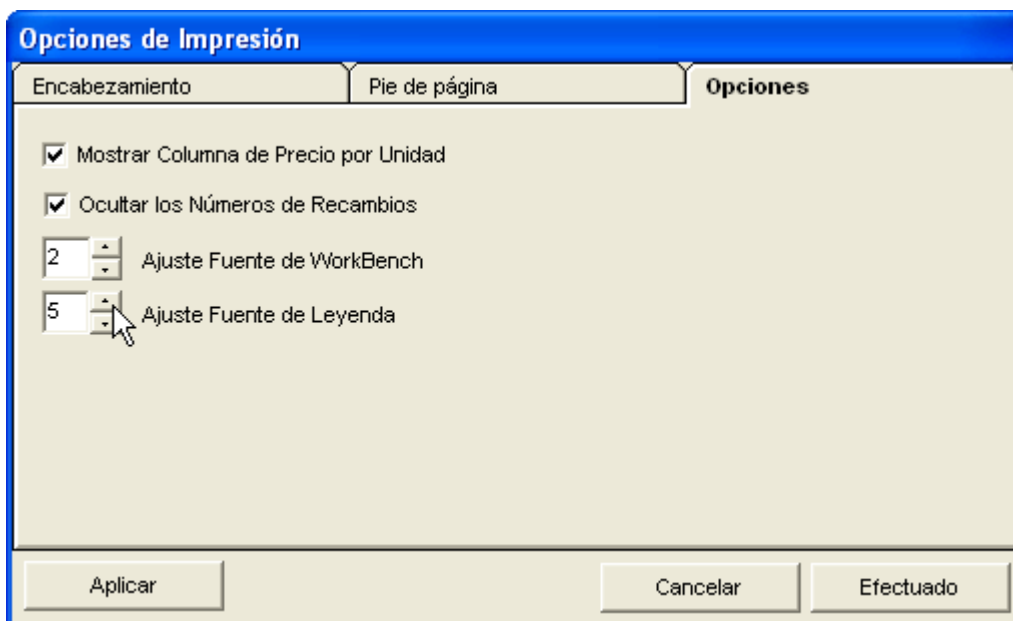 Opciones de Impresión
Encabezamiento Pie de página Opciones
Mostrar Columna de Precio por Unidad
Ocultar los Números de Recambios
2 Ajuste Fuente de WorkBench
5 Ajuste Fuente de Leyenda
Aplicar Cancelar Efectuado